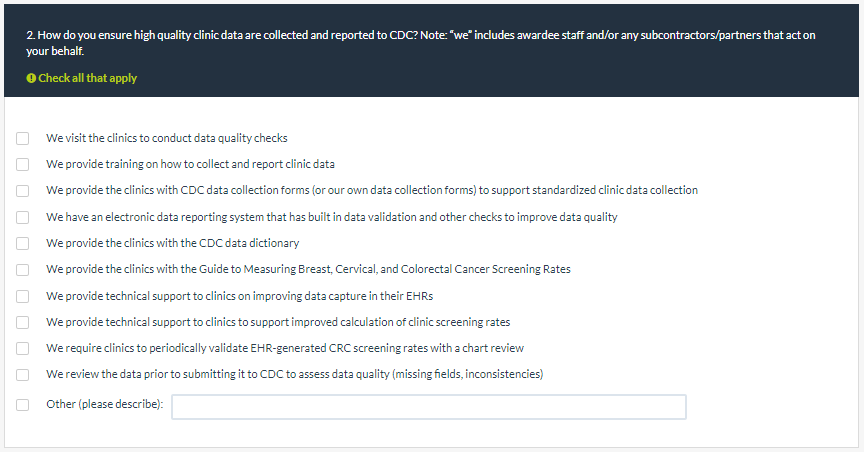 2. How do you ensure high quality clinic data are collected and reported to CDC? Note: "we" includes awardee staff and/or any subcontractors/partners that act on
your behalf.
Check all that apply
We visit the clinics to conduct data quality checks
We provide training on how to collect and report clinic data
We provide the clinics with CDC data collection forms (or our own data collection forms) to support standardized clinic data collection
We have an electronic data reporting system that has built in data validation and other checks to improve data quality
We provide the clinics with the CDC data dictionary
We provide the clinics with the Guide to Measuring Breast, Cervical, and Colorectal Cancer Screening Rates
We provide technical support to clinics on improving data capture in their EHRs
We provide technical support to clinics to support improved calculation of clinic screening rates
We require clinics to periodically validate EHR-generated CRC screening rates with a chart review
We review the data prior to submitting it to CDC to assess data quality (missing fields, inconsistencies)
Other (please describe):